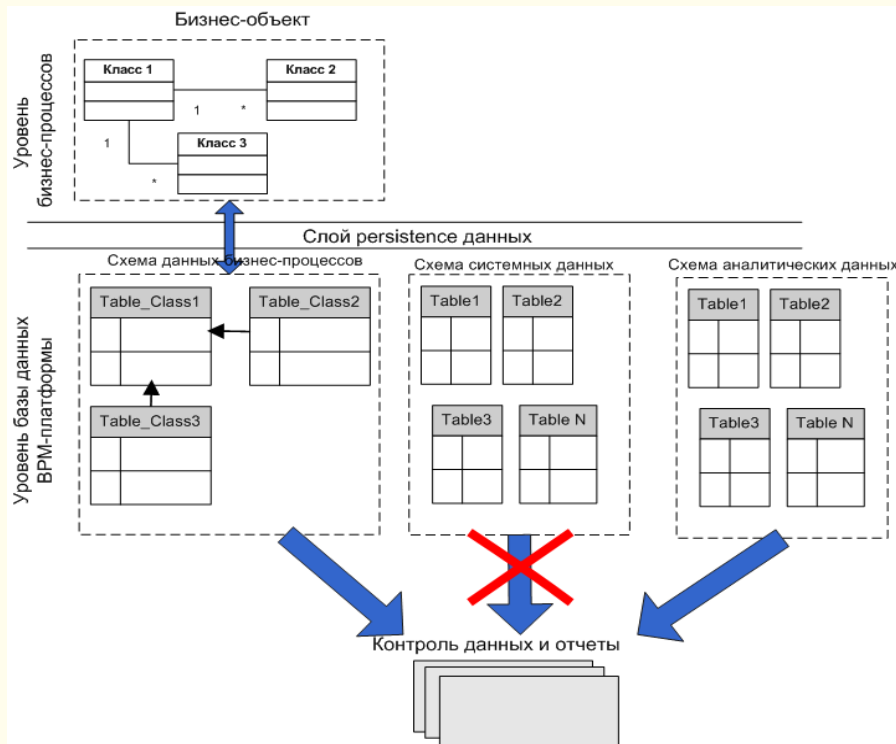 Бизнес-объект
Уровень
бизнес-процессов
Класс 1
Класс 2
1
*
1
Класс 3
*
Слой persistence данных
Схема данных бизнес-процессов
Схема системных данных
Схема аналитических данных
Уровень базы данных
BPM-платформы
Table_Class1
Table_Class2
Table_Class3
Table1
Table2
Table3
Table N
Table1
Table2
Table3
Table N
Контроль данных и отчеты